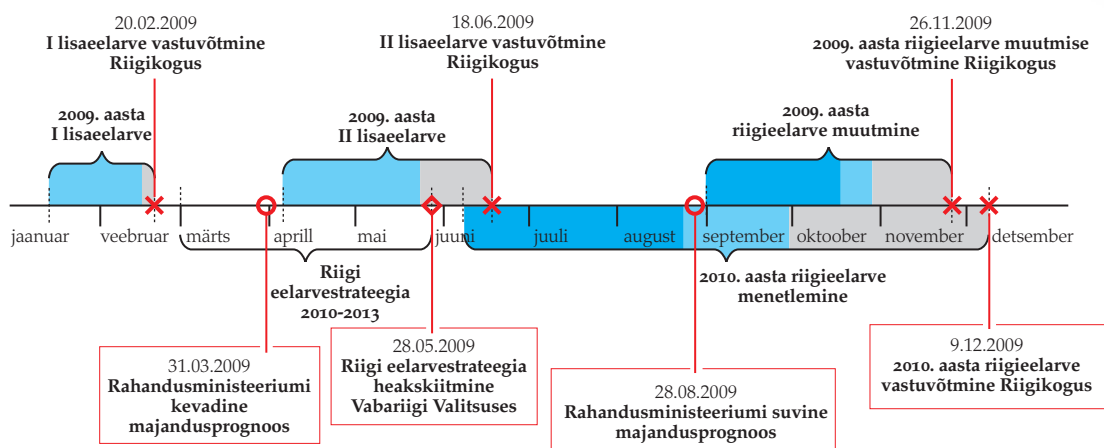 20.02.2009
I lisaeelarve vastuvõtmine
Riigikogus
18.06.2009
II lisaeelarve vastuvõtmine
Riigikogus
26.11.2009
2009. aasta riigieelarve muutmise
vastuvõtmine Riigikogus
2009. aasta
I lisaeelarve
2009. aasta
II lisaeelarve
2009. aasta
riigieelarve muutmine
jaanuar
veebruar
märts
aprill
mai
juuni
juuli
august
september
oktoober
november
detsember
Riigi
eelarvestrateegia
2010-2013
2010. aasta riigieelarve
menetlemine
31.03.2009
Rahandusministeeriumi
kevadine
majandusprognoos
28.05.2009
Riigi eelarvestrateegia
heakskiitmine
Vabariigi Valitsuses
28.08.2009
Rahandusministeeriumi suvine
majandusprognoos
9.12.2009
2010. aasta riigieelarve
vastuvõtmine Riigikogus